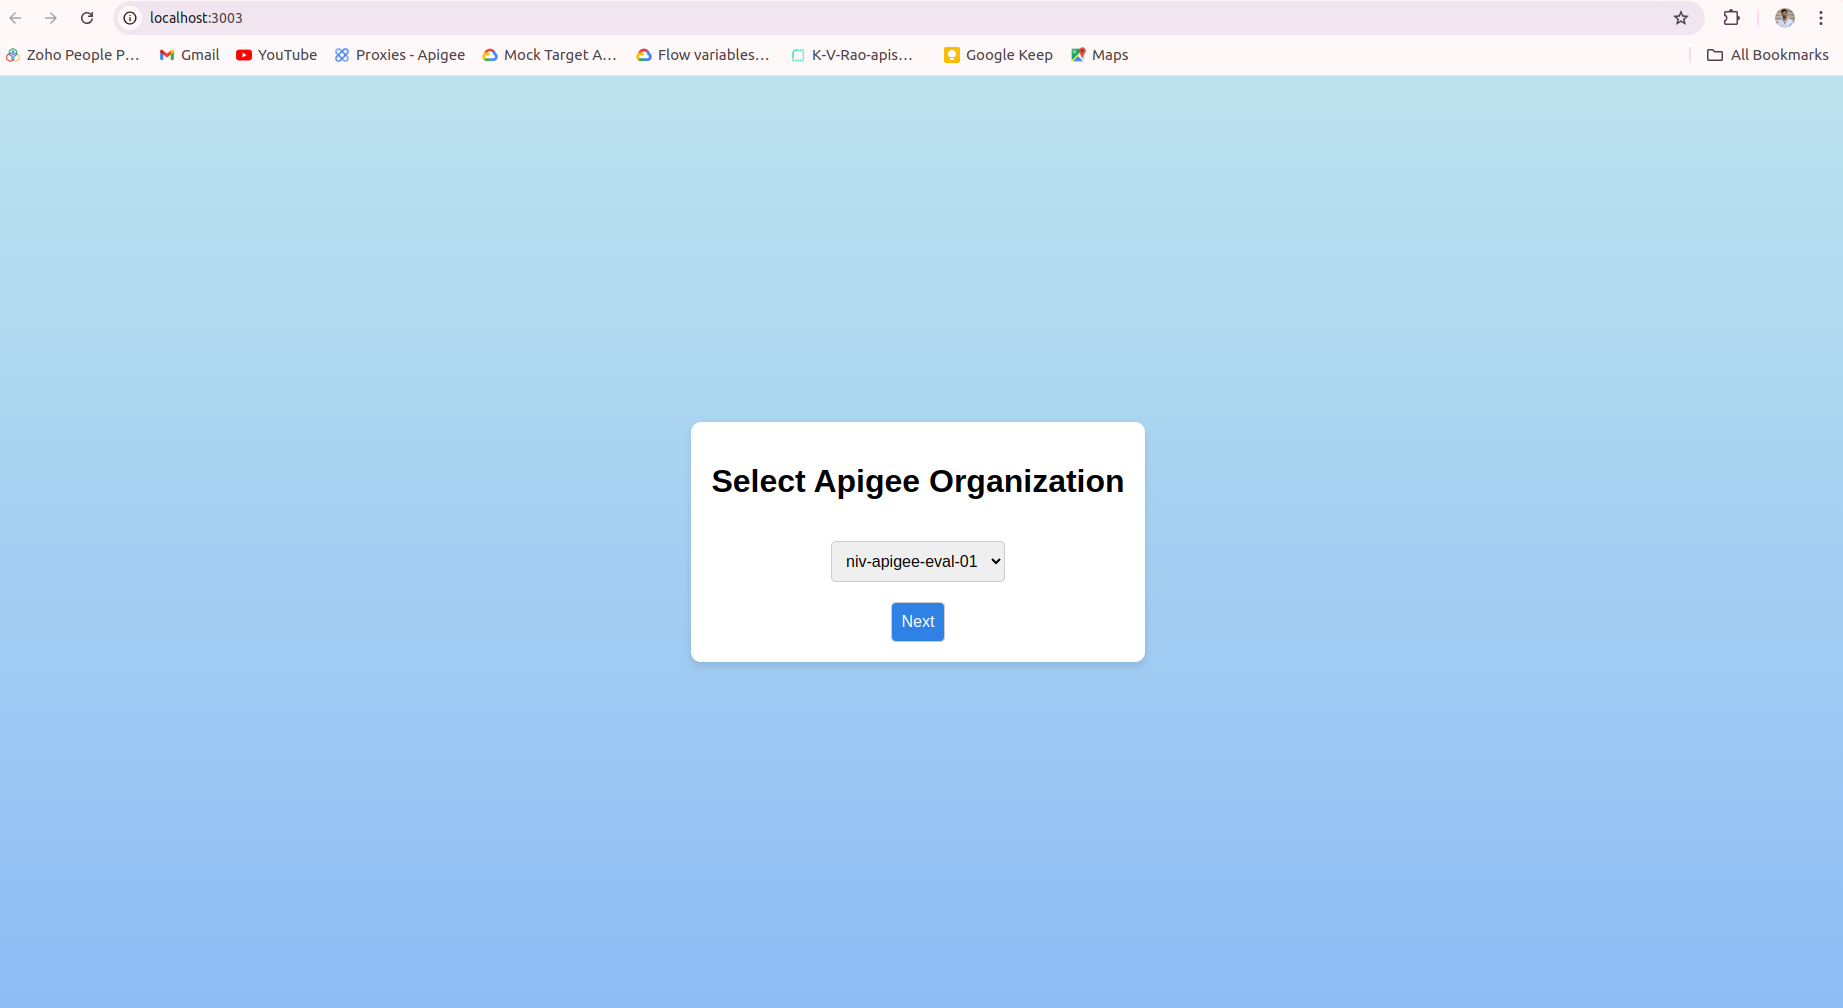 localhost:3003
Zoho People P... Gmail YouTube Proxies - Apigee Mock Target A... Flow variables... K-V-Rao-apis... Google Keep Maps All Bookmarks
Select Apigee Organization
niv-apigee-eval-01
Next